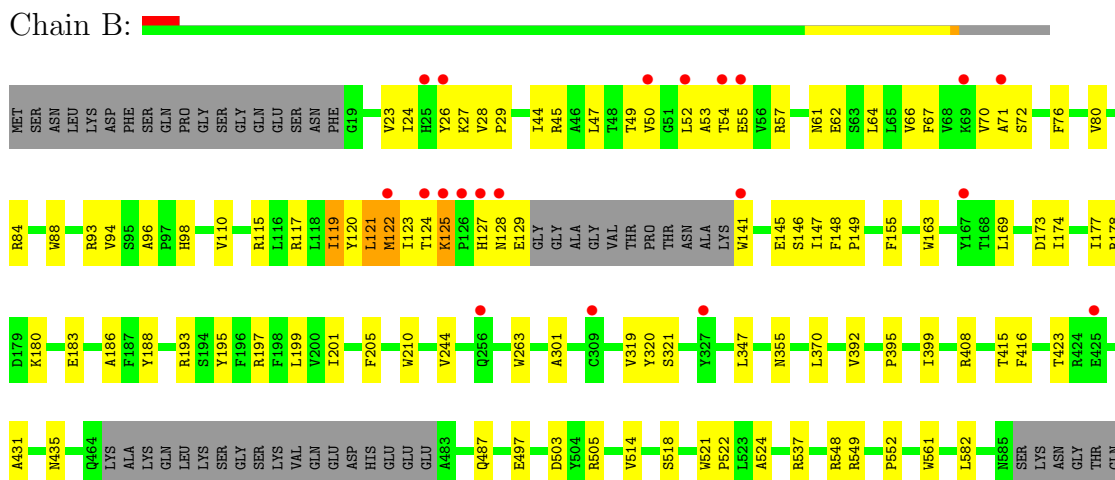 Chain B:
MET SER ASN LEU LYS ASP PHE SER GLN PRO GLY SER GLY GLN GLU SER ASN PHE G19 V23 I24 H25 Y26 K27 V28 P29 I44 R45 A46 L47 T48 T49 V50 G51 L52 A53 T54 E55 V56 R57 N61 E62 S63 L64 L65 V66 F67 V68 K69 V70 A71 S72 F76 V80
R84 W88 R93 V94 S95 A96 P97 H98 V110 R115 L116 R117 L118 I119 Y120 L121 M122 I123 T124 K125 P126 H127 N128 E129 GLY GLY ALA GLY VAL THR PRO THR ASN ALA LYS W141 E145 S146 I147 F148 P149 F155 W163 Y167 T168 L169 D173 I174 I177 R178
D179 K180 E183 A186 F187 Y188 R193 S194 Y195 F196 R197 F198 L199 V200 I201 F205 W210 V244 Q256 W263 A301 C309 V319 Y320 S321 Y327 L347 N355 L370 V392 P395 I399 R408 T415 F416 T423 R424 E425
A431 N435 Q464 LYS ALA LYS GLN LEU LYS SER GLY SER LYS VAL GLN GLU ASP HIS GLU GLU GLU A483 Q487 E497 D503 Y504 R505 V514 S518 W521 P522 L523 A524 R537 R548 R549 P552 W561 L582 N585 SER LYS ASN GLY THR GLN